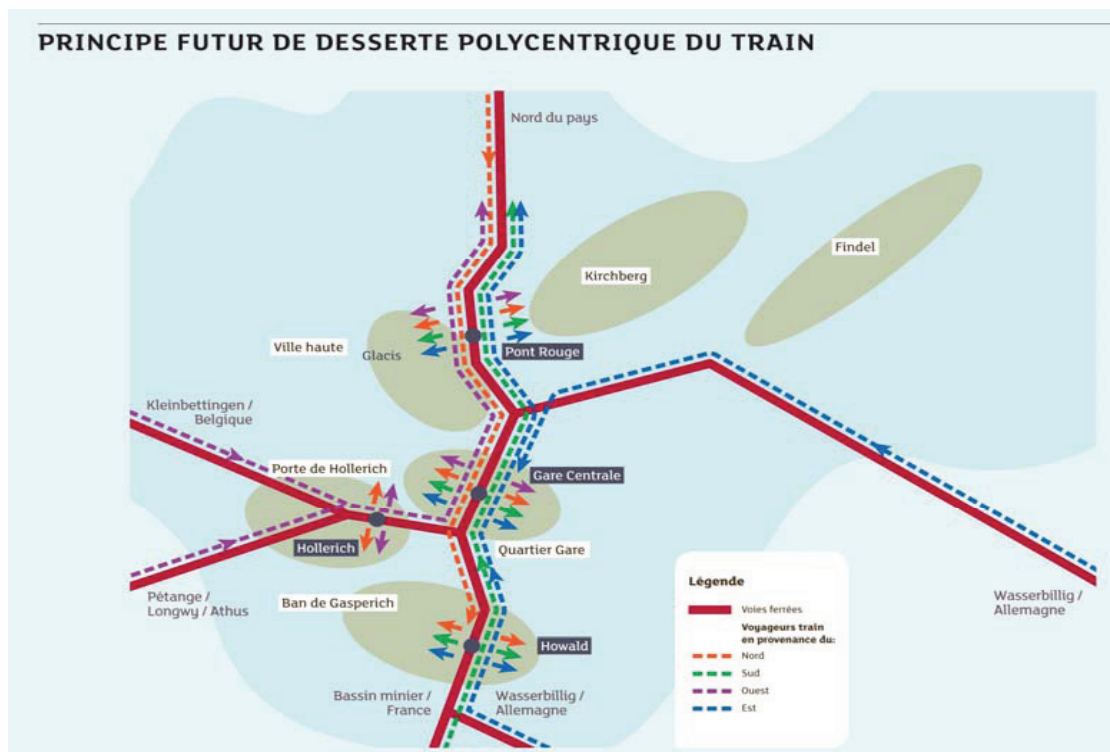 PRINCIPE FUTUR DE DESSERTE POLYCENTRIQUE DU TRAIN
Nord du pays
Findel
Kirchberg
Ville haute
Glacis
Pont Rouge
Kleinbettingen /
Belgique
Porte de Hollerich
Gare Centrale
Hollerich
Quartier Gare
Pétange /
Longwy / Athus
Ban de Gasperich
Howald
Wasserbillig /
Allemagne
Bassin minier /
France
Wasserbillig /
Allemagne
Légende
Voies ferrées
Voyageurs train
en provenance du:
Nord
Sud
Ouest
Est